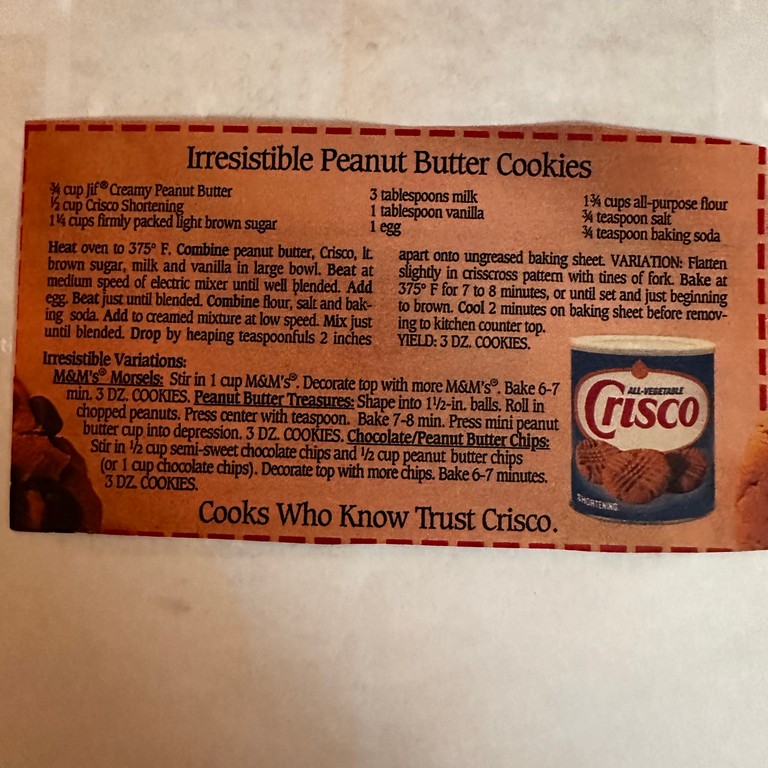 Irresistible Peanut Butter Cookies
¾ cup Jif® Creamy Peanut Butter
½ cup Crisco Shortening
1¼ cups firmly packed light brown sugar
3 tablespoons milk
1 tablespoon vanilla
1 egg
1¾ cups all-purpose flour
¾ teaspoon salt
¾ teaspoon baking soda
Heat oven to 375° F. Combine peanut butter, Crisco, lt.
brown sugar, milk and vanilla in large bowl. Beat at
medium speed of electric mixer until well blended. Add
egg. Beat just until blended. Combine flour, salt and bak-
ing soda. Add to creamed mixture at low speed. Mix just
until blended. Drop by heaping teaspoonfuls 2 inches
apart onto ungreased baking sheet. VARIATION: Flatten
slightly in crisscross pattern with tines of fork. Bake at
375° F for 7 to 8 minutes, or until set and just beginning
to brown. Cool 2 minutes on baking sheet before remov-
ing to kitchen counter top.
YIELD: 3 DZ. COOKIES.
Irresistible Variations:
M&M's® Morsels: Stir in 1 cup M&M's®. Decorate top with more M&M's®. Bake 6-7
min. 3 DZ. COOKIES. Peanut Butter Treasures: Shape into 1½-in. balls. Roll in
chopped peanuts. Press center with teaspoon. Bake 7-8 min. Press mini peanut
butter cup into depression. 3 DZ. COOKIES. Chocolate/Peanut Butter Chips:
Stir in ½ cup semi-sweet chocolate chips and ½ cup peanut butter chips
(or 1 cup chocolate chips). Decorate top with more chips. Bake 6-7 minutes.
3 DZ. COOKIES.
ALL-VEGETABLE
Crisco
SHORTENING
Cooks Who Know Trust Crisco.